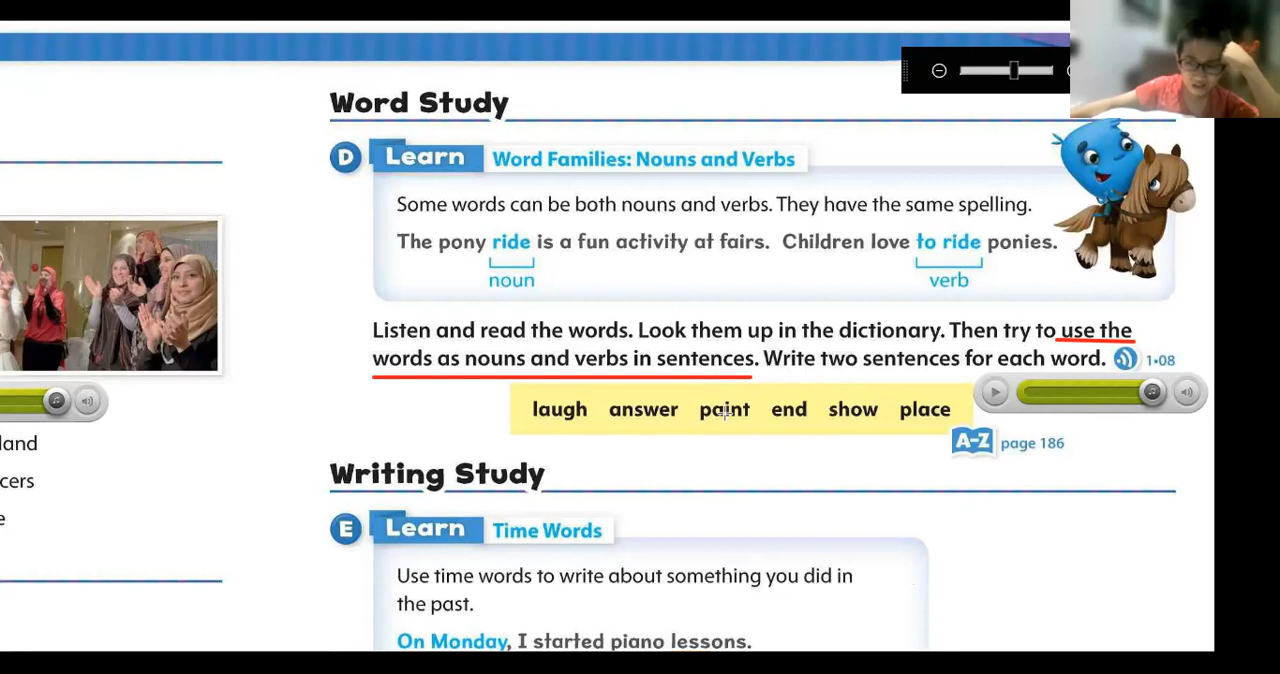 Word Study
D Learn Word Families: Nouns and Verbs
Some words can be both nouns and verbs. They have the same spelling.
The pony ride is a fun activity at fairs. Children love to ride ponies.
noun verb
Listen and read the words. Look them up in the dictionary. Then try to use the
words as nouns and verbs in sentences. Write two sentences for each word. 1•08
laugh answer paint end show place
A-Z page 186
land
cers
e
Writing Study
E Learn Time Words
Use time words to write about something you did in
the past.
On Monday, I started piano lessons.